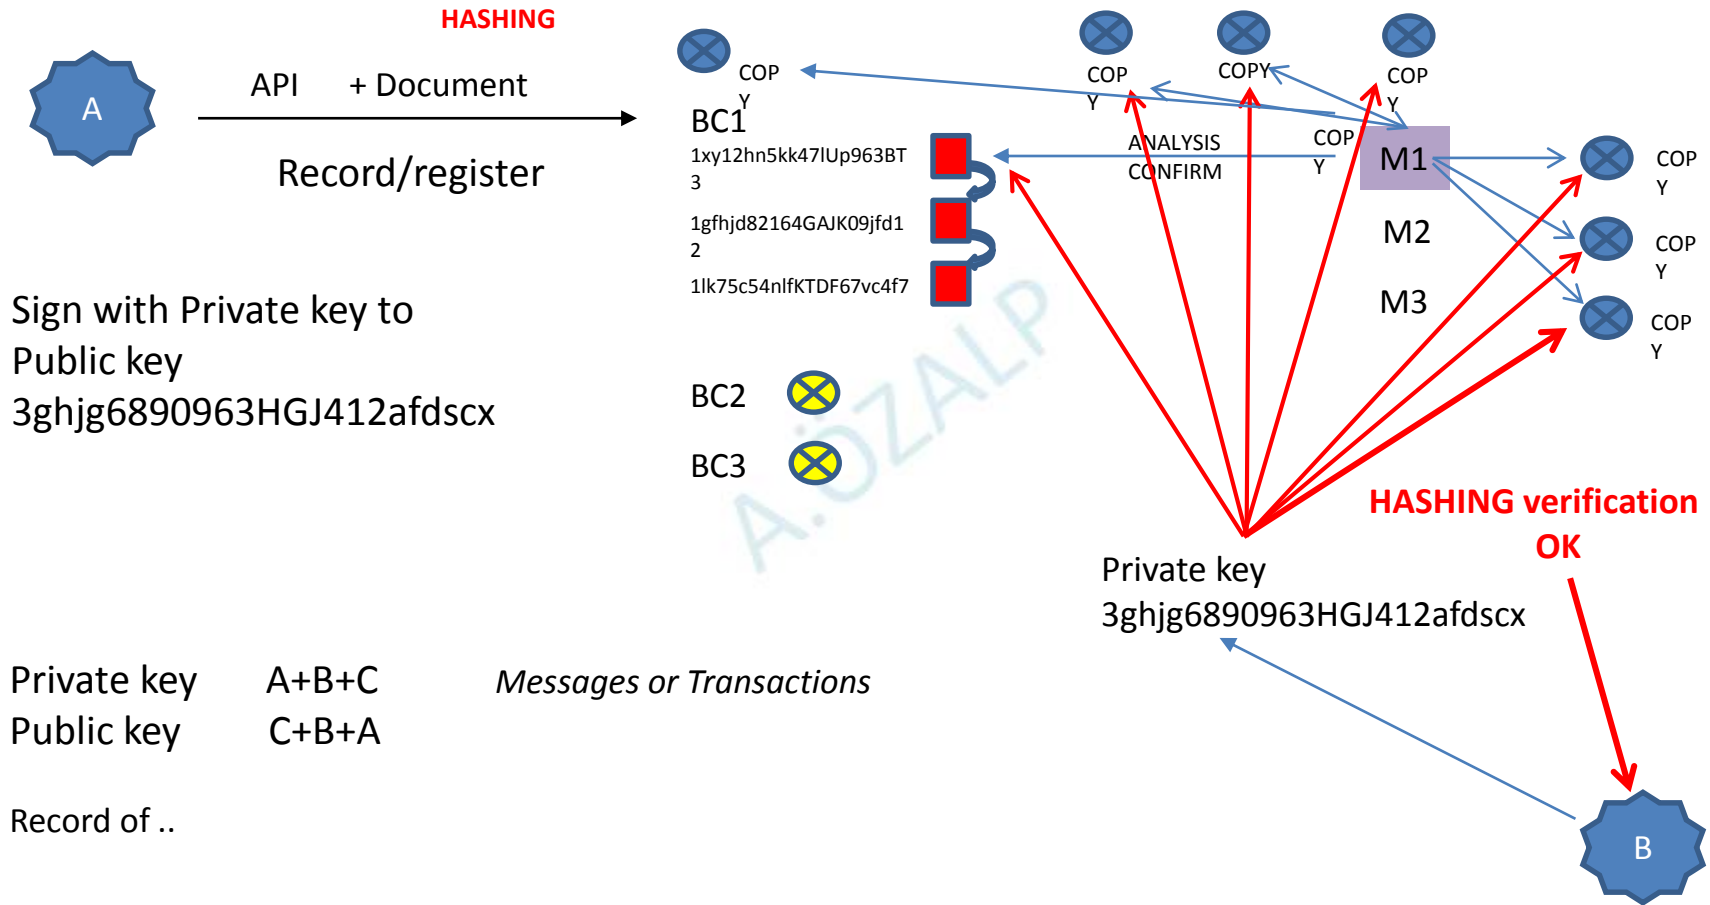 HASHING
A
API + Document
Record/register
COP
Y
BC1
1xy12hn5kk47lUp963BT
3
1gfhjd82164GAJK09jfd1
2
1lk75c54nlfKTDF67vc4f7
BC2
BC3
COP
Y
COPY
COP
Y
ANALYSIS
CONFIRM
COP
Y
M1
M2
M3
COP
Y
COP
Y
COP
Y
Sign with Private key to
Public key
3ghjg6890963HGJ412afdscx
A.ÖZALP
HASHING verification
OK
Private key
3ghjg6890963HGJ412afdscx
Private key A+B+C Messages or Transactions
Public key C+B+A
Record of ..
B